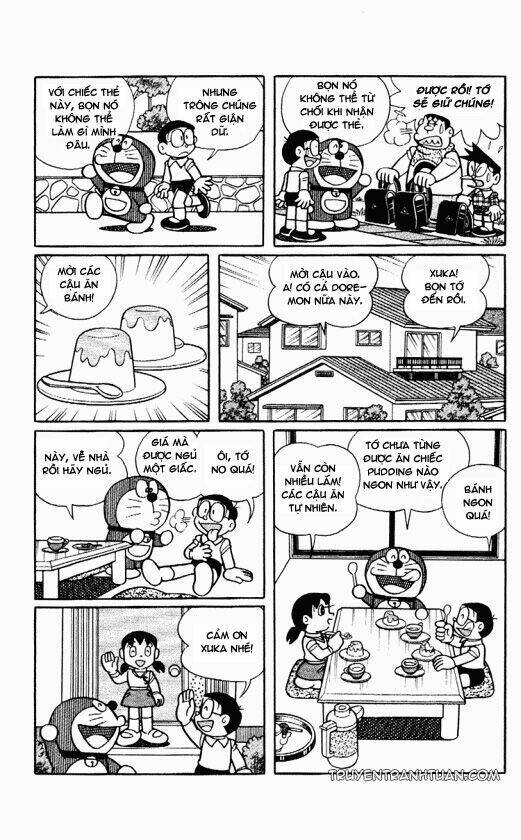 VỚI CHIẾC THẺ
NÀY, BỌN NÓ
KHÔNG THỂ
LÀM GÌ MÌNH
ĐÂU.
NHƯNG
TRÔNG CHÚNG
RẤT GIẬN
DỮ.
BỌN NÓ
KHÔNG THỂ TỪ
CHỐI KHI NHẬN
ĐƯỢC THẺ.
ĐƯỢC RỒI! TỚ
SẼ GIỮ CHÚNG!
MỜI CÁC
CẬU ĂN
BÁNH!
MỜI CẬU VÀO.
A! CÓ CẢ DORE-
MON NỮA NÀY.
XUKA!
BỌN TỚ
ĐẾN RỒI.
NÀY, VỀ NHÀ
RỒI HÃY NGỦ.
GIÁ MÀ
ĐƯỢC NGỦ
MỘT GIẤC.
ÔI, TỚ
NO QUÁ!
VẪN CÒN
NHIỀU LẮM!
CÁC CẬU ĂN
TỰ NHIÊN.
TỚ CHƯA TỪNG
ĐƯỢC ĂN CHIẾC
PUDDING NÀO
NGON NHƯ VẬY.
BÁNH
NGON
QUÁ!
CẢM ƠN
XUKA NHÉ!
TRUYENTRANHTUAN.COM